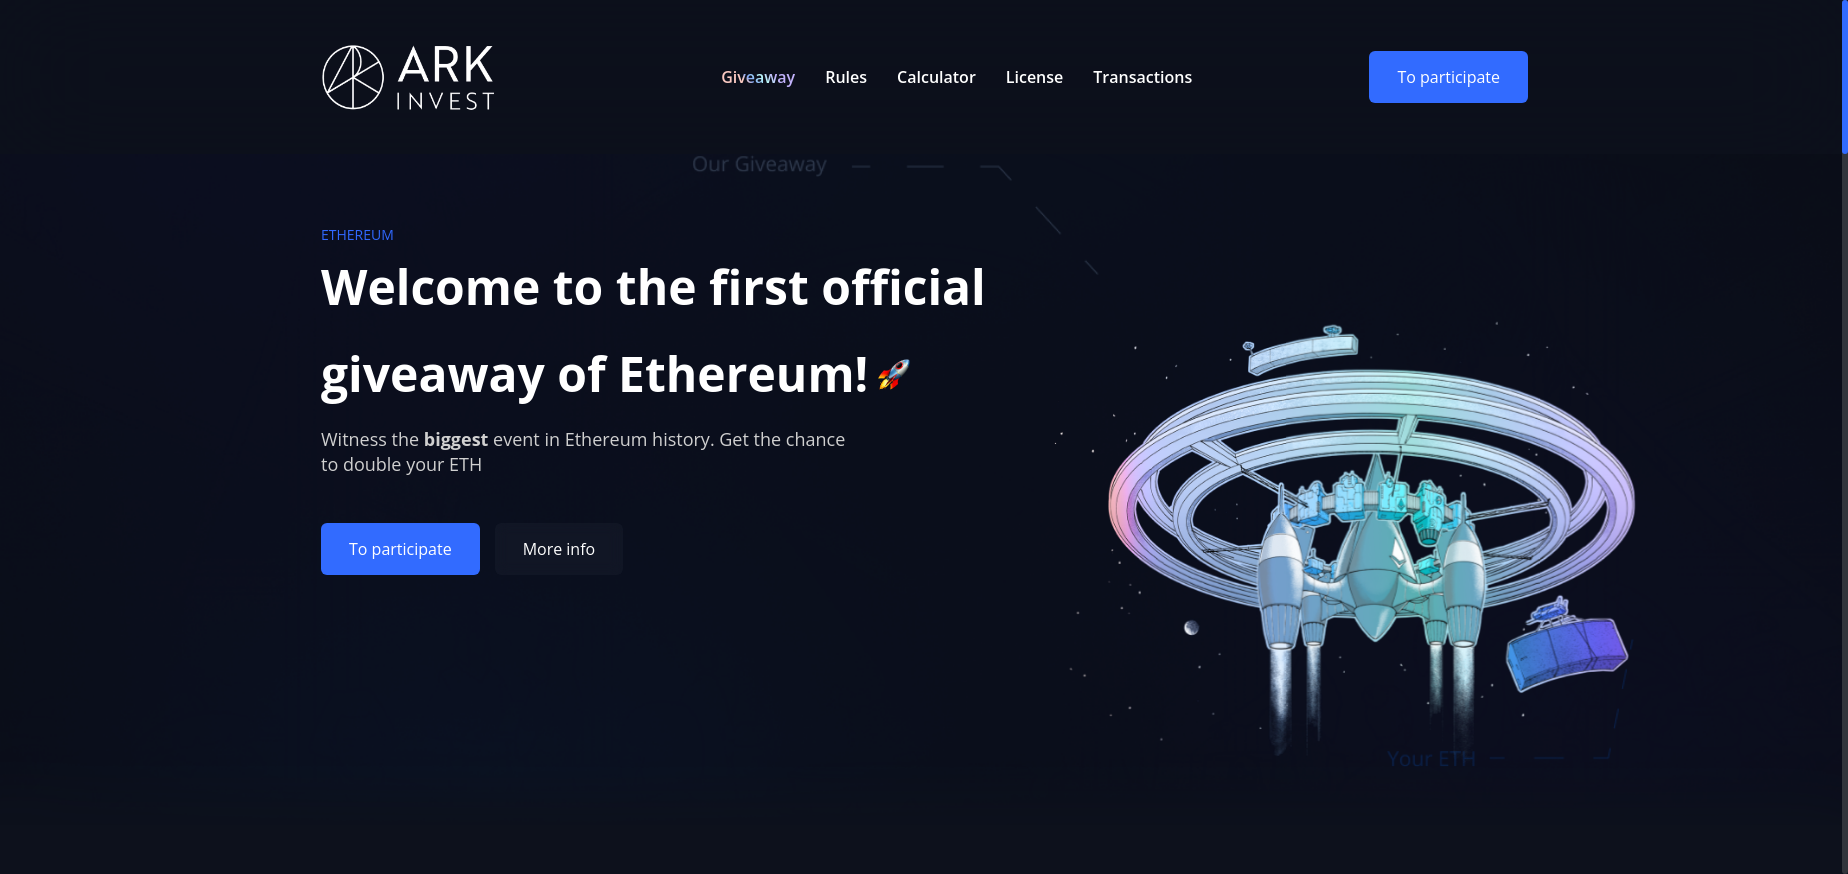 ARK
INVEST
Giveaway Rules Calculator License Transactions
To participate
Our Giveaway
ETHEREUM
Welcome to the first official
giveaway of Ethereum! 🚀
Witness the biggest event in Ethereum history. Get the chance
to double your ETH
To participate More info
Your ETH